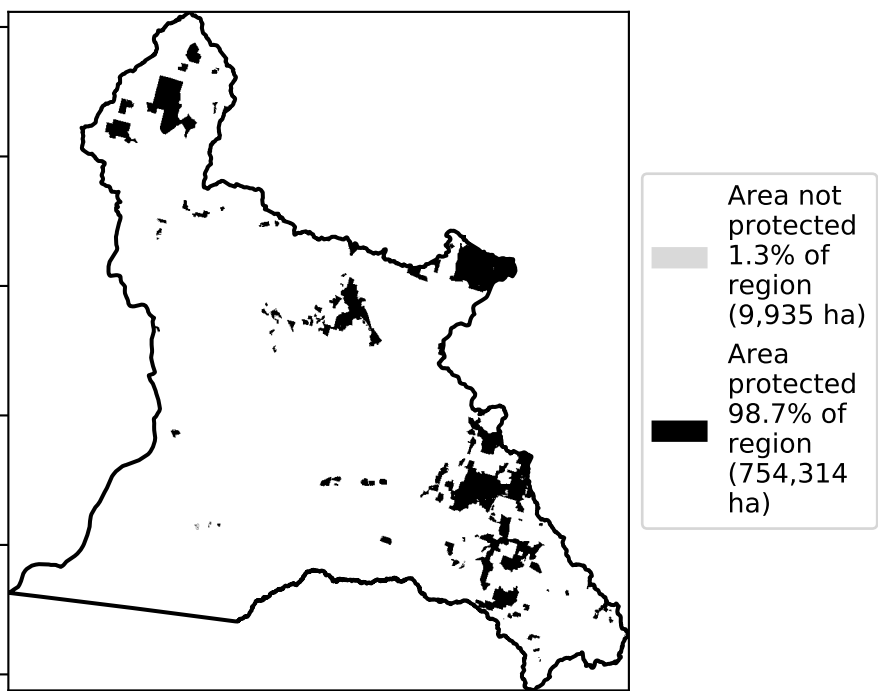 Area not
protected
1.3% of
region
(9,935 ha)
Area
protected
98.7% of
region
(754,314
ha)